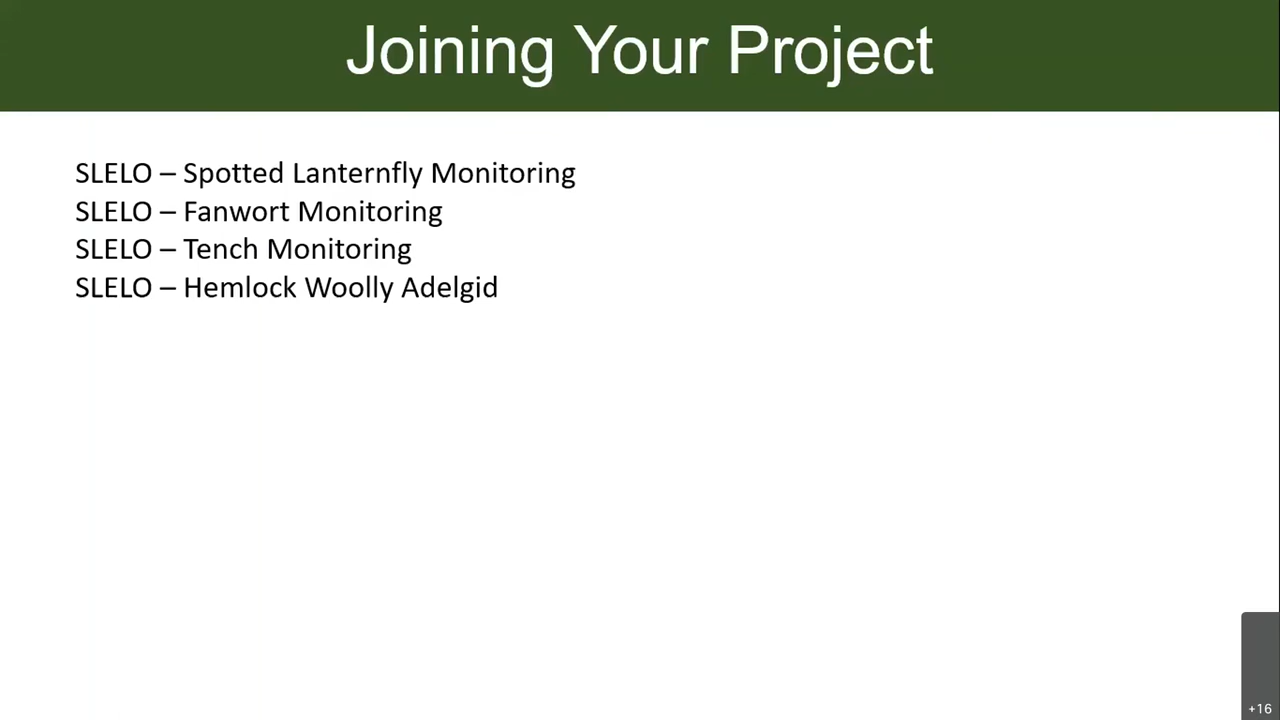 Joining Your Project
SLELO – Spotted Lanternfly Monitoring
SLELO – Fanwort Monitoring
SLELO – Tench Monitoring
SLELO – Hemlock Woolly Adelgid
+16